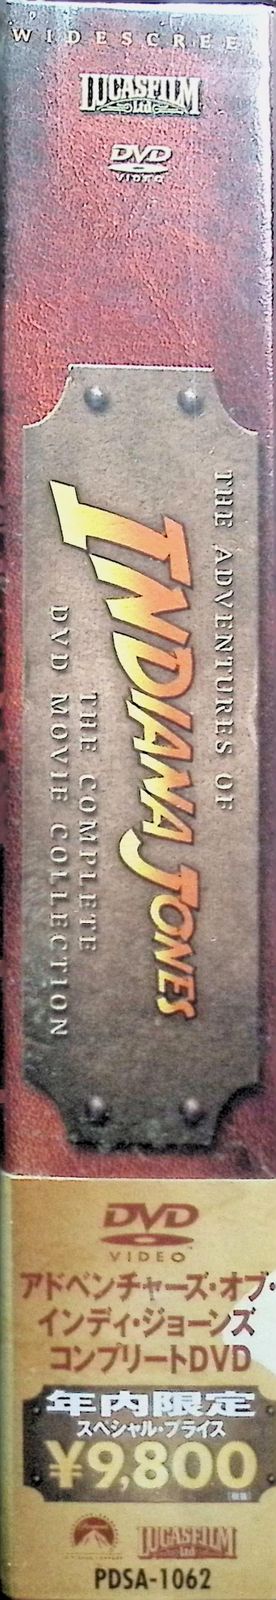 WIDESCREEN
LUCASFILM
Ltd
DVD
VIDEO
THE ADVENTURES OF
INDIANA JONES
THE COMPLETE
DVD MOVIE COLLECTION
DVD
VIDEO™
アドベンチャーズ・オブ・
インディ・ジョーンズ
コンプリートDVD
年内限定
スペシャル・プライス
¥9,800
LUCASFILM
Ltd
PDSA-1062